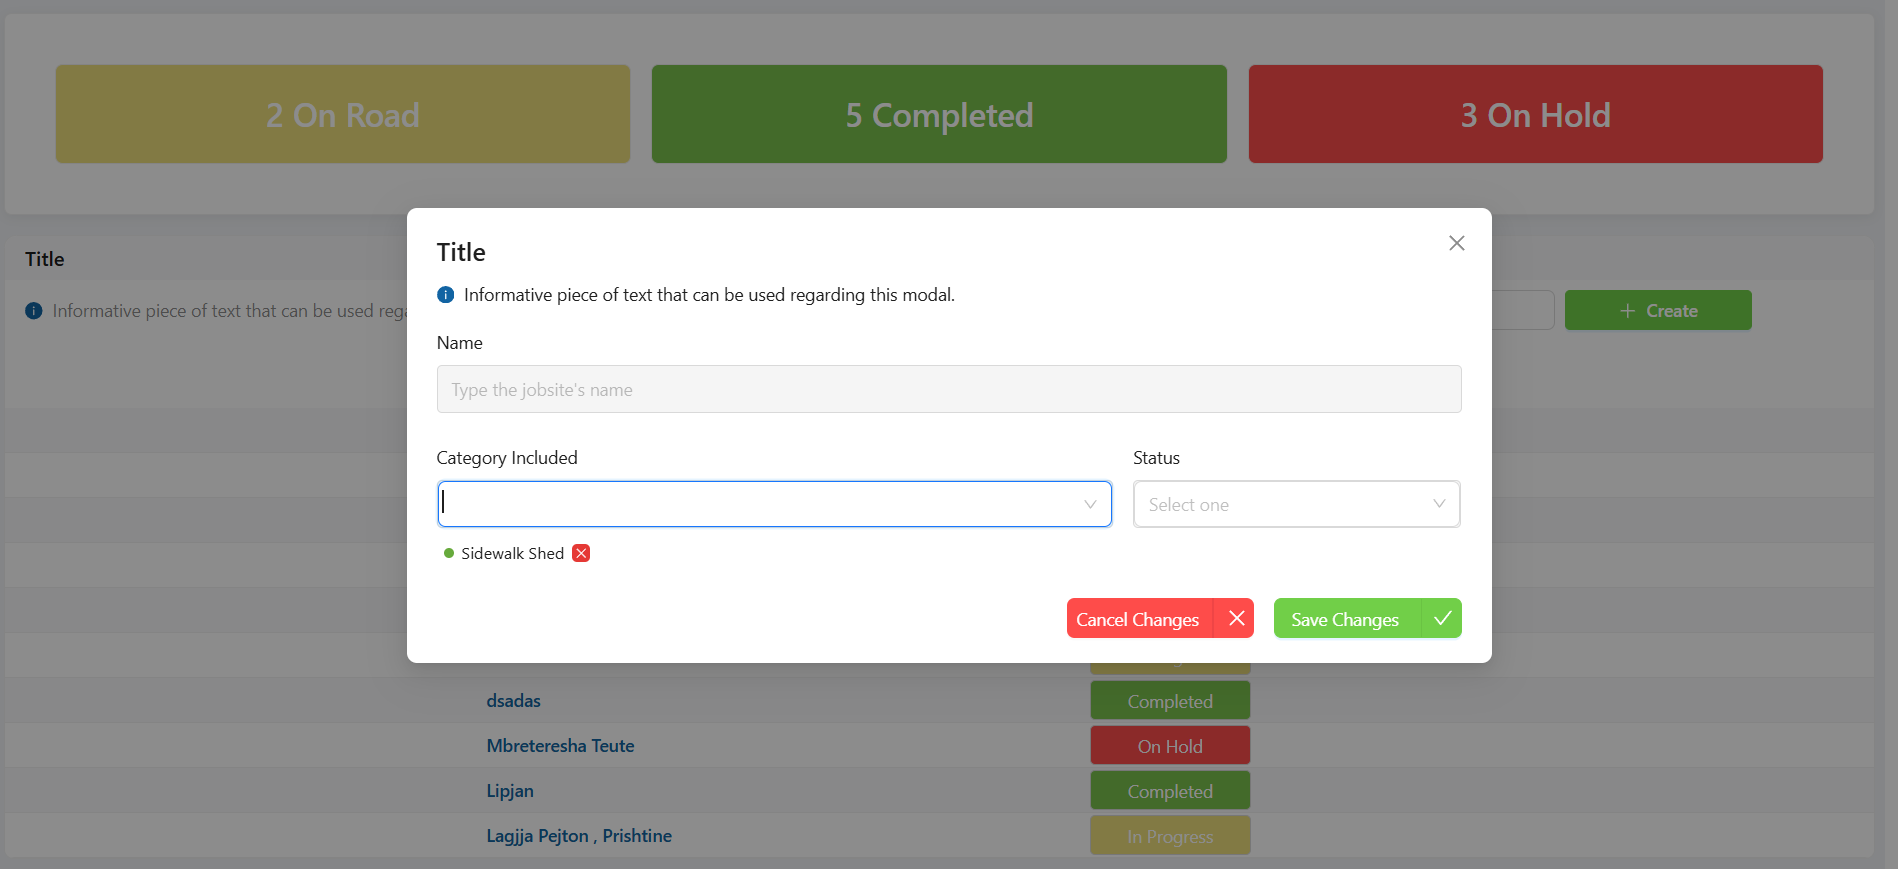 2 On Road
5 Completed
3 On Hold
Title
Informative piece of text that can be used rega
Create
Title
Informative piece of text that can be used regarding this modal.
Name
Type the jobsite's name
Category Included
Status
Select one
Sidewalk Shed
Cancel Changes
Save Changes
dsadas
Completed
Mbreteresha Teute
On Hold
Lipjan
Completed
Lagjja Pejton , Prishtine
In Progress